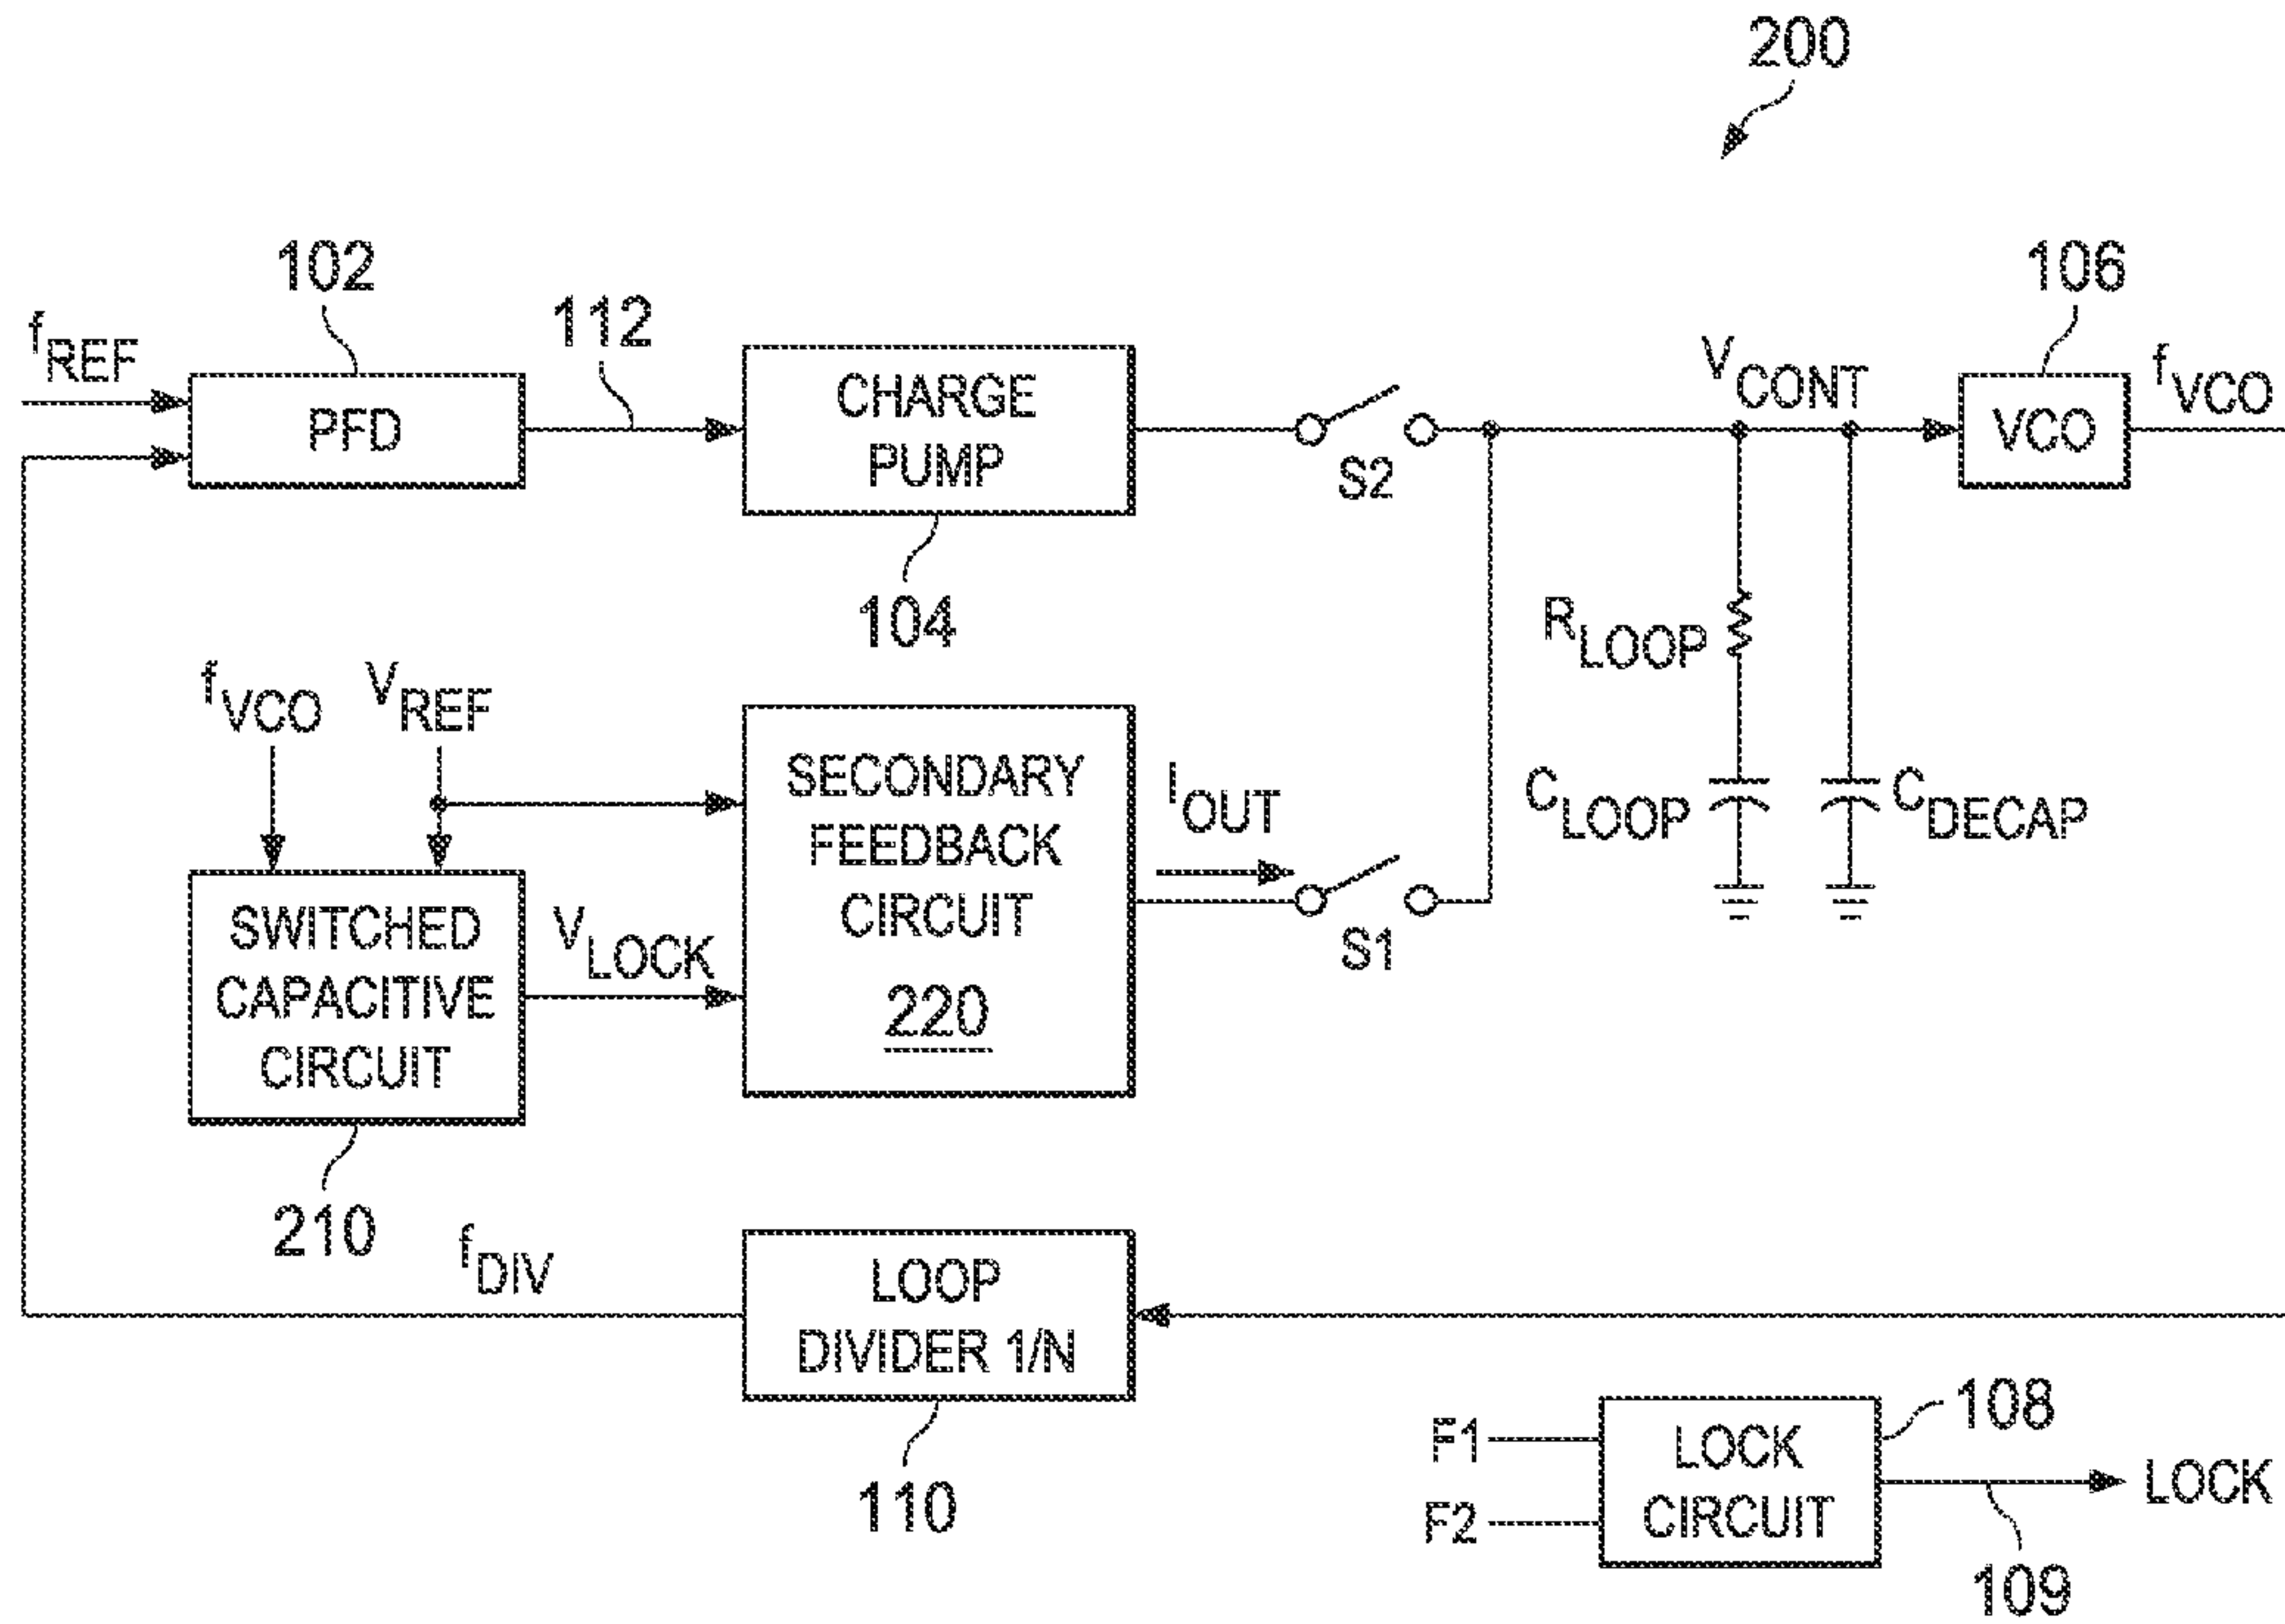 200
102
112
106
fREF
PFD
CHARGE
PUMP
S2
VCONT
VCO
fVCO
104
RLOOP
CLOOP
CDECAP
fVCO
VREF
SECONDARY
FEEDBACK
CIRCUIT
220
IOUT
S1
SWITCHED
CAPACITIVE
CIRCUIT
VLOCK
210
fDIV
LOOP
DIVIDER 1/N
110
F1
F2
LOCK
CIRCUIT
108
LOCK
109